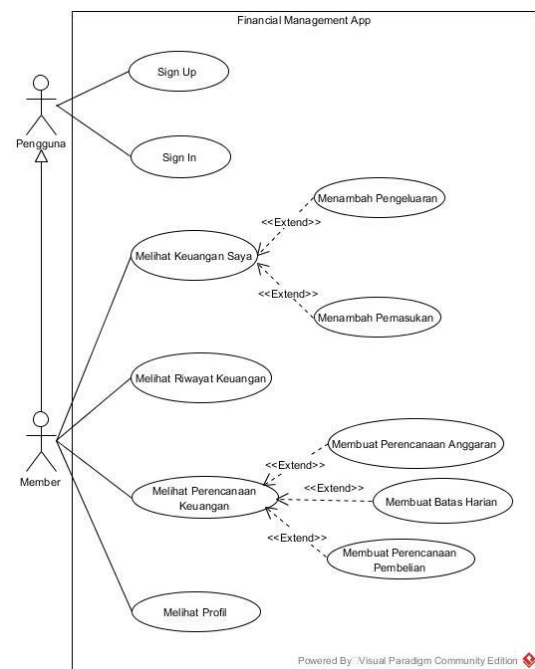 Financial Management App
Sign Up
Pengguna
Sign In
Menambah Pengeluaran
<<Extend>>
Melihat Keuangan Saya
<<Extend>>
Menambah Pemasukan
Melihat Riwayat Keuangan
Member
Membuat Perencanaan Anggaran
<<Extend>>
Melihat Perencanaan
Keuangan
<<Extend>>
Membuat Batas Harian
<<Extend>>
Membuat Perencanaan
Pembelian
Melihat Profil
Powered By Visual Paradigm Community Edition